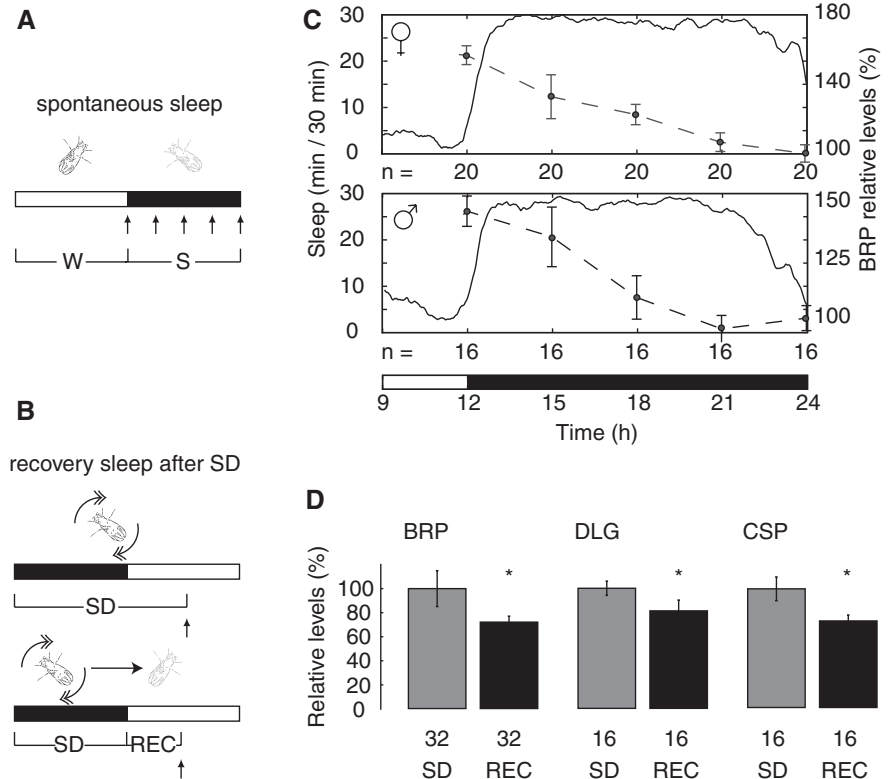 A
spontaneous sleep
W S
B
recovery sleep after SD
SD
SD REC
C
Sleep (min / 30 min)
BRP relative levels (%)
30
20
10
0
180
140
100
n = 20 20 20 20 20
30
20
10
0
150
125
100
n = 16 16 16 16 16
9 12 15 18 21 24
Time (h)
D
BRP DLG CSP
Relative levels (%)
100
80
60
40
20
0
* * *
32 32 16 16 16 16
SD REC SD REC SD REC